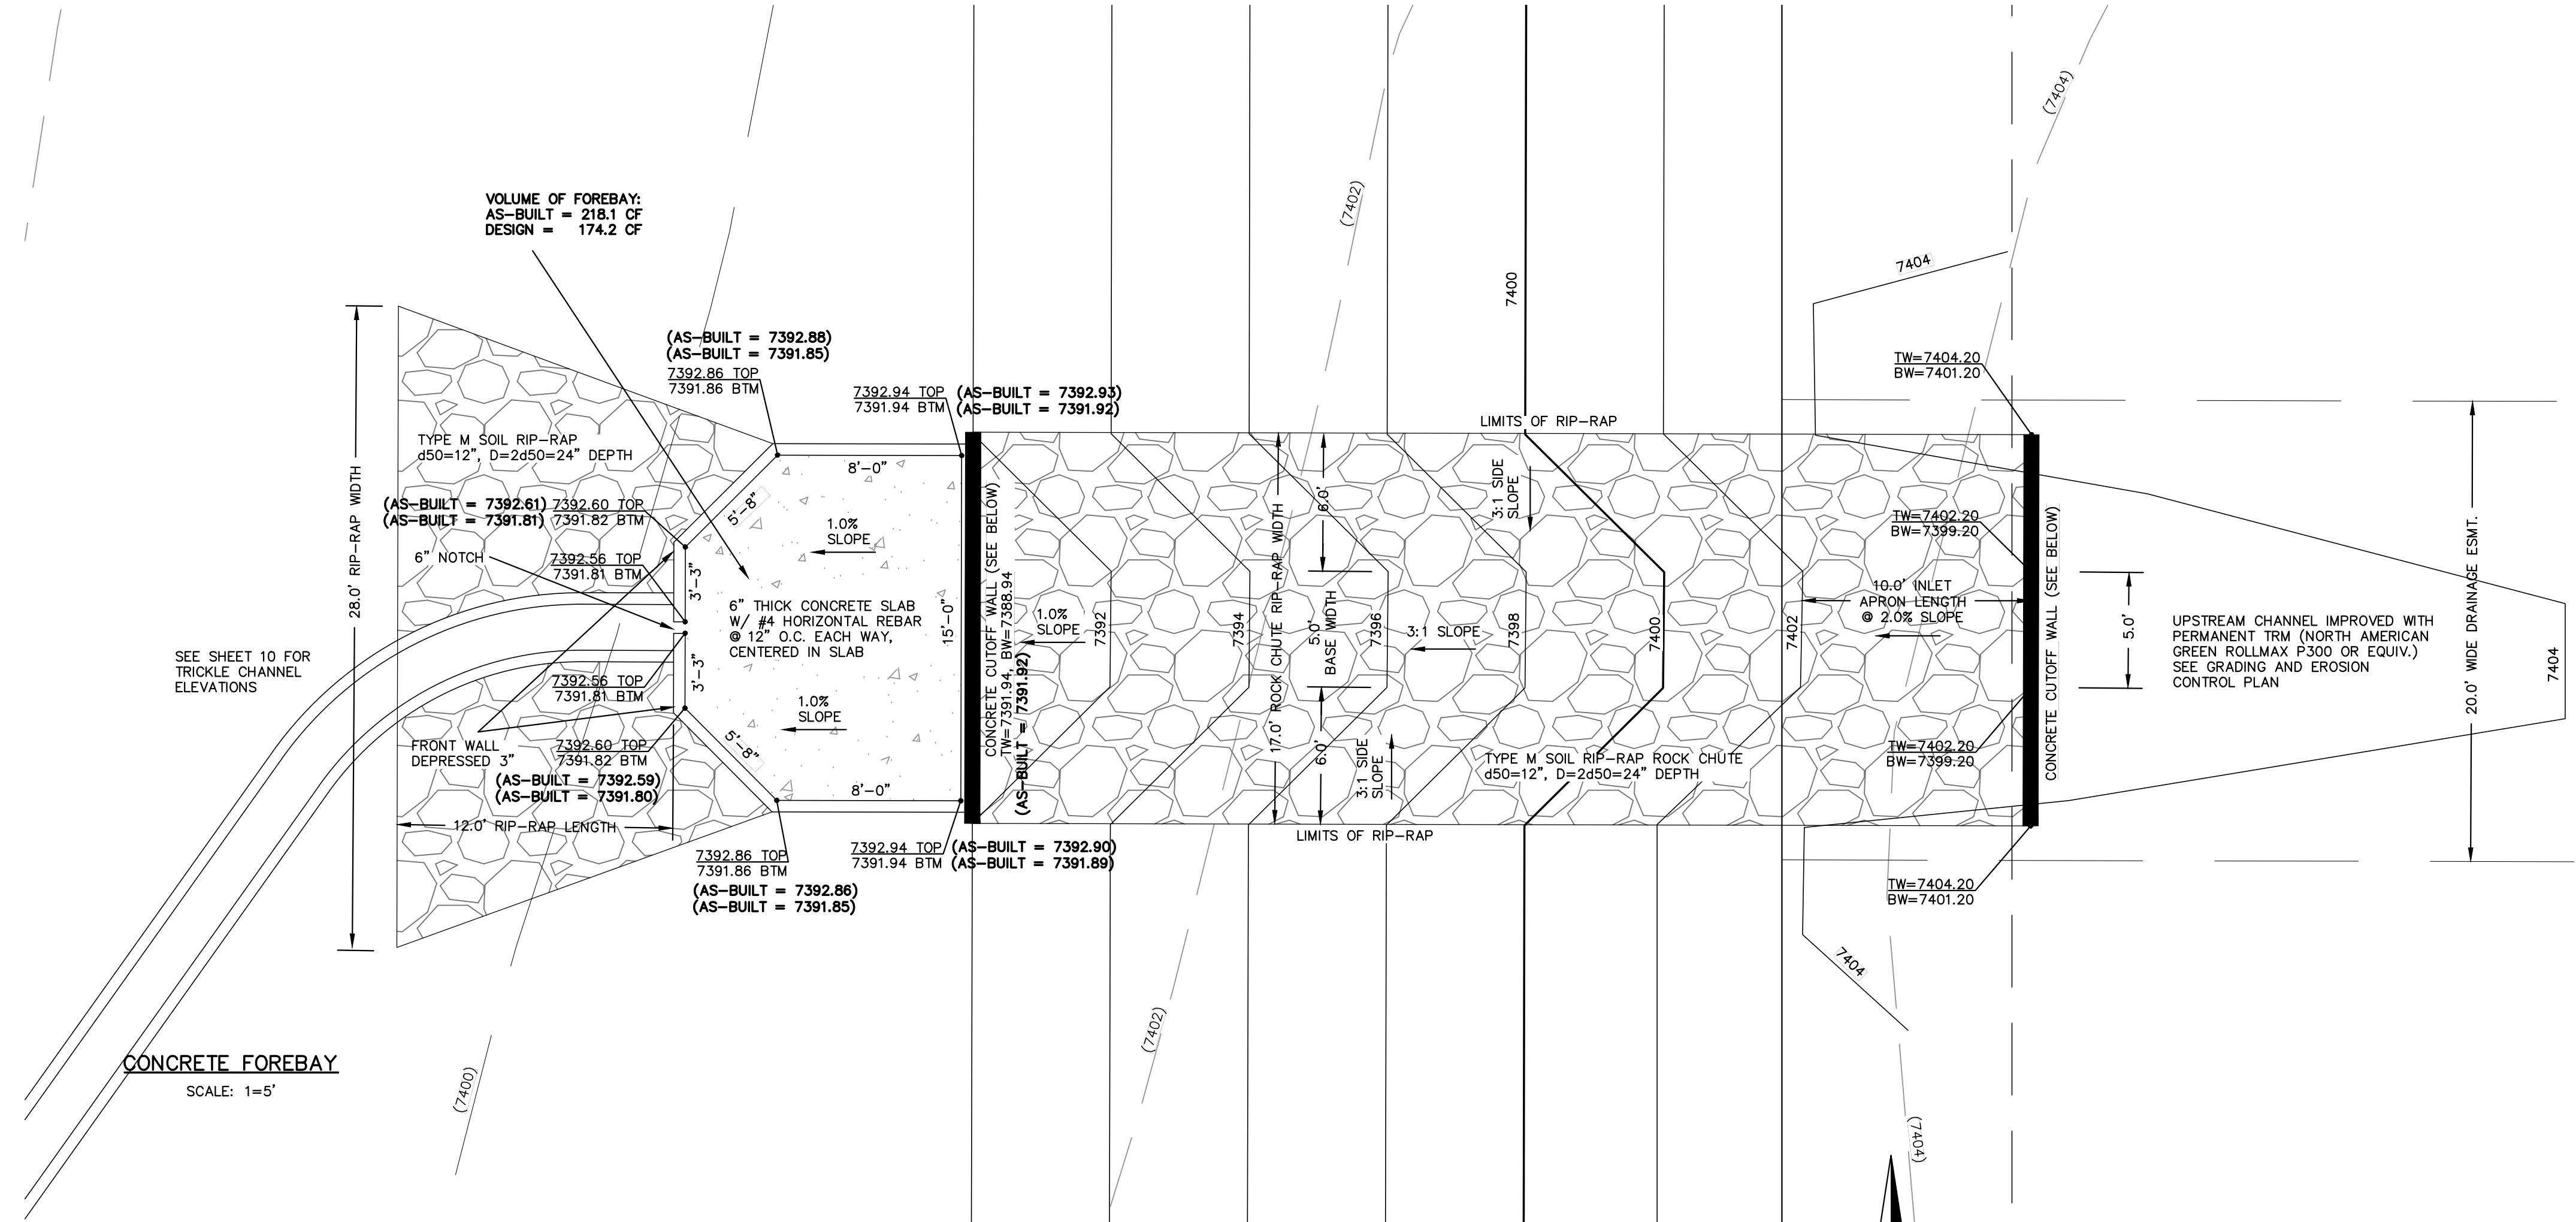 VOLUME OF FOREBAY:
AS-BUILT = 218.1 CF
DESIGN = 174.2 CF
(7404)
(7402)
7404
7400
(AS-BUILT = 7392.88)
(AS-BUILT = 7391.85)
7392.86 TOP
7391.86 BTM
7392.94 TOP (AS-BUILT = 7392.93)
7391.94 BTM (AS-BUILT = 7391.92)
LIMITS OF RIP-RAP
TW=7404.20
BW=7401.20
28.0' RIP-RAP WIDTH
TYPE M SOIL RIP-RAP
d50=12", D=2d50=24" DEPTH
(AS-BUILT = 7392.61) 7392.60 TOP
(AS-BUILT = 7391.81) 7391.82 BTM
6" NOTCH
7392.56 TOP
7391.81 BTM
8'-0"
5'-8"
1.0%
SLOPE
3'-3"
6" THICK CONCRETE SLAB
W/ #4 HORIZONTAL REBAR
@ 12" O.C. EACH WAY,
CENTERED IN SLAB
15'-0"
3'-3"
1.0%
SLOPE
5'-8"
8'-0"
SEE SHEET 10 FOR
TRICKLE CHANNEL
ELEVATIONS
7392.56 TOP
7391.81 BTM
FRONT WALL
DEPRESSED 3"
7392.60 TOP
7391.82 BTM
(AS-BUILT = 7392.59)
(AS-BUILT = 7391.80)
12.0' RIP-RAP LENGTH
7392.86 TOP
7391.86 BTM
(AS-BUILT = 7392.86)
(AS-BUILT = 7391.85)
7392.94 TOP (AS-BUILT = 7392.90)
7391.94 BTM (AS-BUILT = 7391.89)
CONCRETE CUTOFF WALL (SEE BELOW)
TW=7391.94, BW=7388.94
(AS-BUILT = 7391.92)
1.0%
SLOPE
7392
7394
17.0' ROCK CHUTE RIP-RAP WIDTH
6.0'
5.0'
BASE WIDTH
6.0'
7396
3:1 SLOPE
3:1 SIDE
SLOPE
3:1 SIDE
SLOPE
7398
7400
7402
TYPE M SOIL RIP-RAP ROCK CHUTE
d50=12", D=2d50=24" DEPTH
LIMITS OF RIP-RAP
TW=7402.20
BW=7399.20
10.0' INLET
APRON LENGTH
@ 2.0% SLOPE
TW=7402.20
BW=7399.20
TW=7404.20
BW=7401.20
CONCRETE CUTOFF WALL (SEE BELOW)
5.0'
UPSTREAM CHANNEL IMPROVED WITH
PERMANENT TRM (NORTH AMERICAN
GREEN ROLLMAX P300 OR EQUIV.)
SEE GRADING AND EROSION
CONTROL PLAN
20.0' WIDE DRAINAGE ESMT.
7404
7404
(7400)
(7402)
(7404)
CONCRETE FOREBAY
SCALE: 1=5'